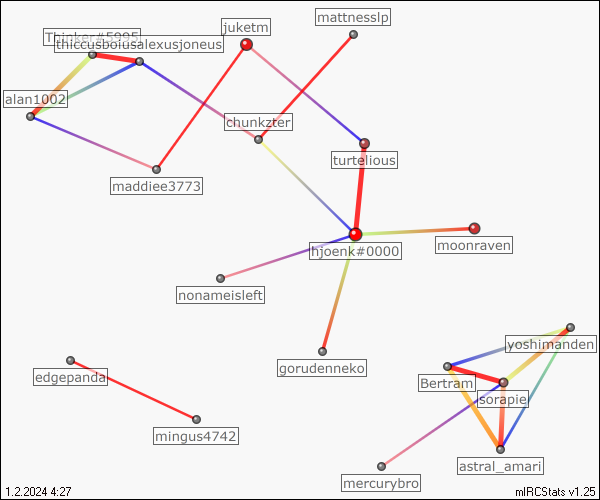 mattnesslp
juketm
Thinker#5995
thiccusboiusalexusjoneus
alan1002
chunkzter
turtelious
maddiee3773
moonraven
hjoenk#0000
nonameisleft
yoshimanden
gorudenneko
edgepanda
Bertram
sorapie
mingus4742
astral_amari
mercurybro
1.2.2024 4:27
mIRCStats v1.25